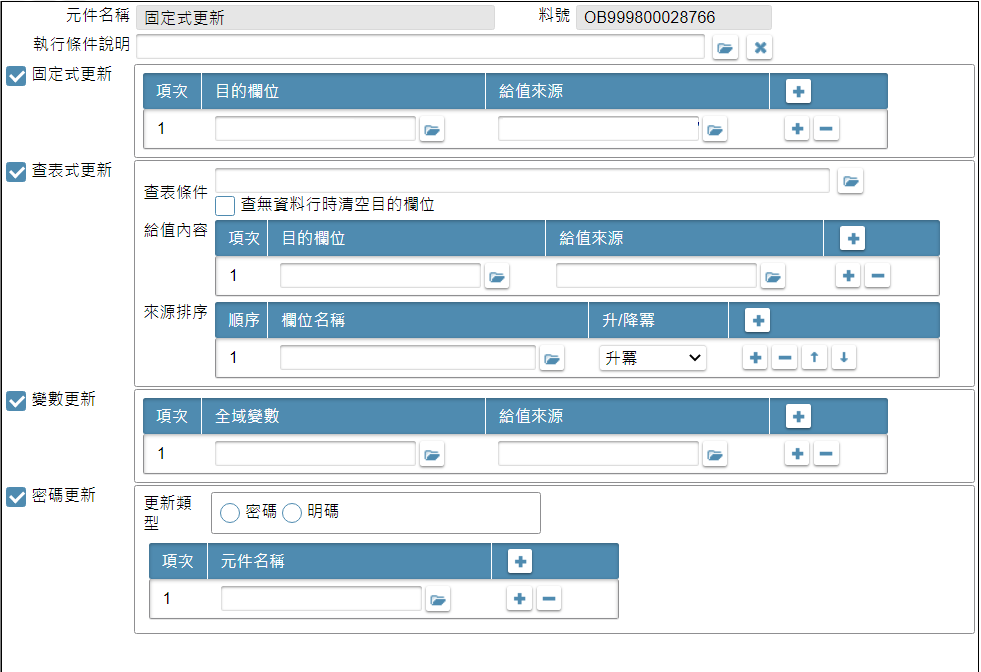 元件名稱 固定式更新 料號 OB999800028766
執行條件說明
固定式更新
項次 目的欄位 給值來源
1
查表式更新
查表條件
查無資料行時清空目的欄位
給值內容
項次 目的欄位 給值來源
1
來源排序
順序 欄位名稱 升/降冪
1 升冪
變數更新
項次 全域變數 給值來源
1
密碼更新
更新類
型
密碼 明碼
項次 元件名稱
1